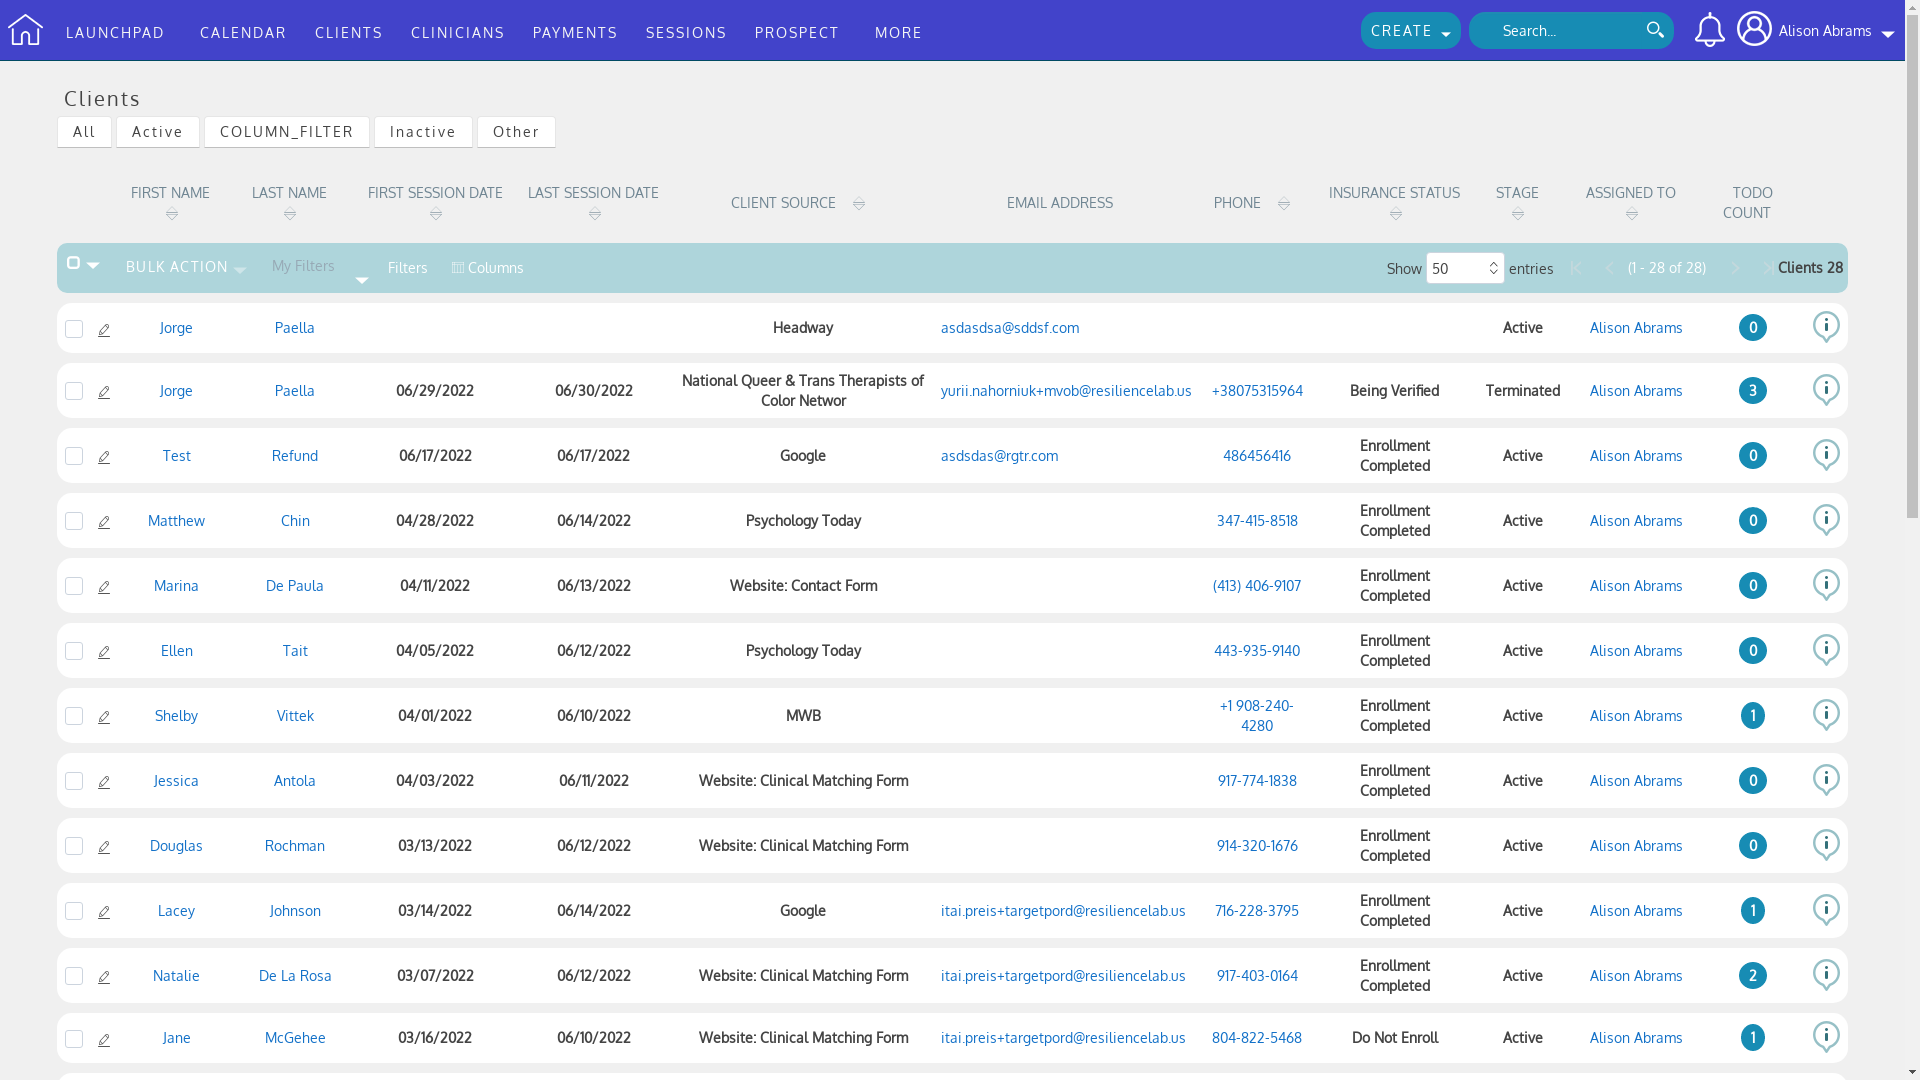 LAUNCHPAD CALENDAR CLIENTS CLINICIANS PAYMENTS SESSIONS PROSPECT MORE CREATE Search... Alison Abrams
Clients
All Active COLUMN_FILTER Inactive Other
FIRST NAME LAST NAME FIRST SESSION DATE LAST SESSION DATE CLIENT SOURCE EMAIL ADDRESS PHONE INSURANCE STATUS STAGE ASSIGNED TO TODO
COUNT
BULK ACTION My Filters Filters Columns Show 50 entries (1 - 28 of 28) Clients 28
Jorge Paella Headway asdasdsa@sddsf.com Active Alison Abrams 0
Jorge Paella 06/29/2022 06/30/2022 National Queer & Trans Therapists of
Color Networ yurii.nahorniuk+mvob@resiliencelab.us +38075315964 Being Verified Terminated Alison Abrams 3
Test Refund 06/17/2022 06/17/2022 Google asdsdas@rgtr.com 486456416 Enrollment
Completed Active Alison Abrams 0
Matthew Chin 04/28/2022 06/14/2022 Psychology Today 347-415-8518 Enrollment
Completed Active Alison Abrams 0
Marina De Paula 04/11/2022 06/13/2022 Website: Contact Form (413) 406-9107 Enrollment
Completed Active Alison Abrams 0
Ellen Tait 04/05/2022 06/12/2022 Psychology Today 443-935-9140 Enrollment
Completed Active Alison Abrams 0
Shelby Vittek 04/01/2022 06/10/2022 MWB +1 908-240-
4280 Enrollment
Completed Active Alison Abrams 1
Jessica Antola 04/03/2022 06/11/2022 Website: Clinical Matching Form 917-774-1838 Enrollment
Completed Active Alison Abrams 0
Douglas Rochman 03/13/2022 06/12/2022 Website: Clinical Matching Form 914-320-1676 Enrollment
Completed Active Alison Abrams 0
Lacey Johnson 03/14/2022 06/14/2022 Google itai.preis+targetpord@resiliencelab.us 716-228-3795 Enrollment
Completed Active Alison Abrams 1
Natalie De La Rosa 03/07/2022 06/12/2022 Website: Clinical Matching Form itai.preis+targetpord@resiliencelab.us 917-403-0164 Enrollment
Completed Active Alison Abrams 2
Jane McGehee 03/16/2022 06/10/2022 Website: Clinical Matching Form itai.preis+targetpord@resiliencelab.us 804-822-5468 Do Not Enroll Active Alison Abrams 1